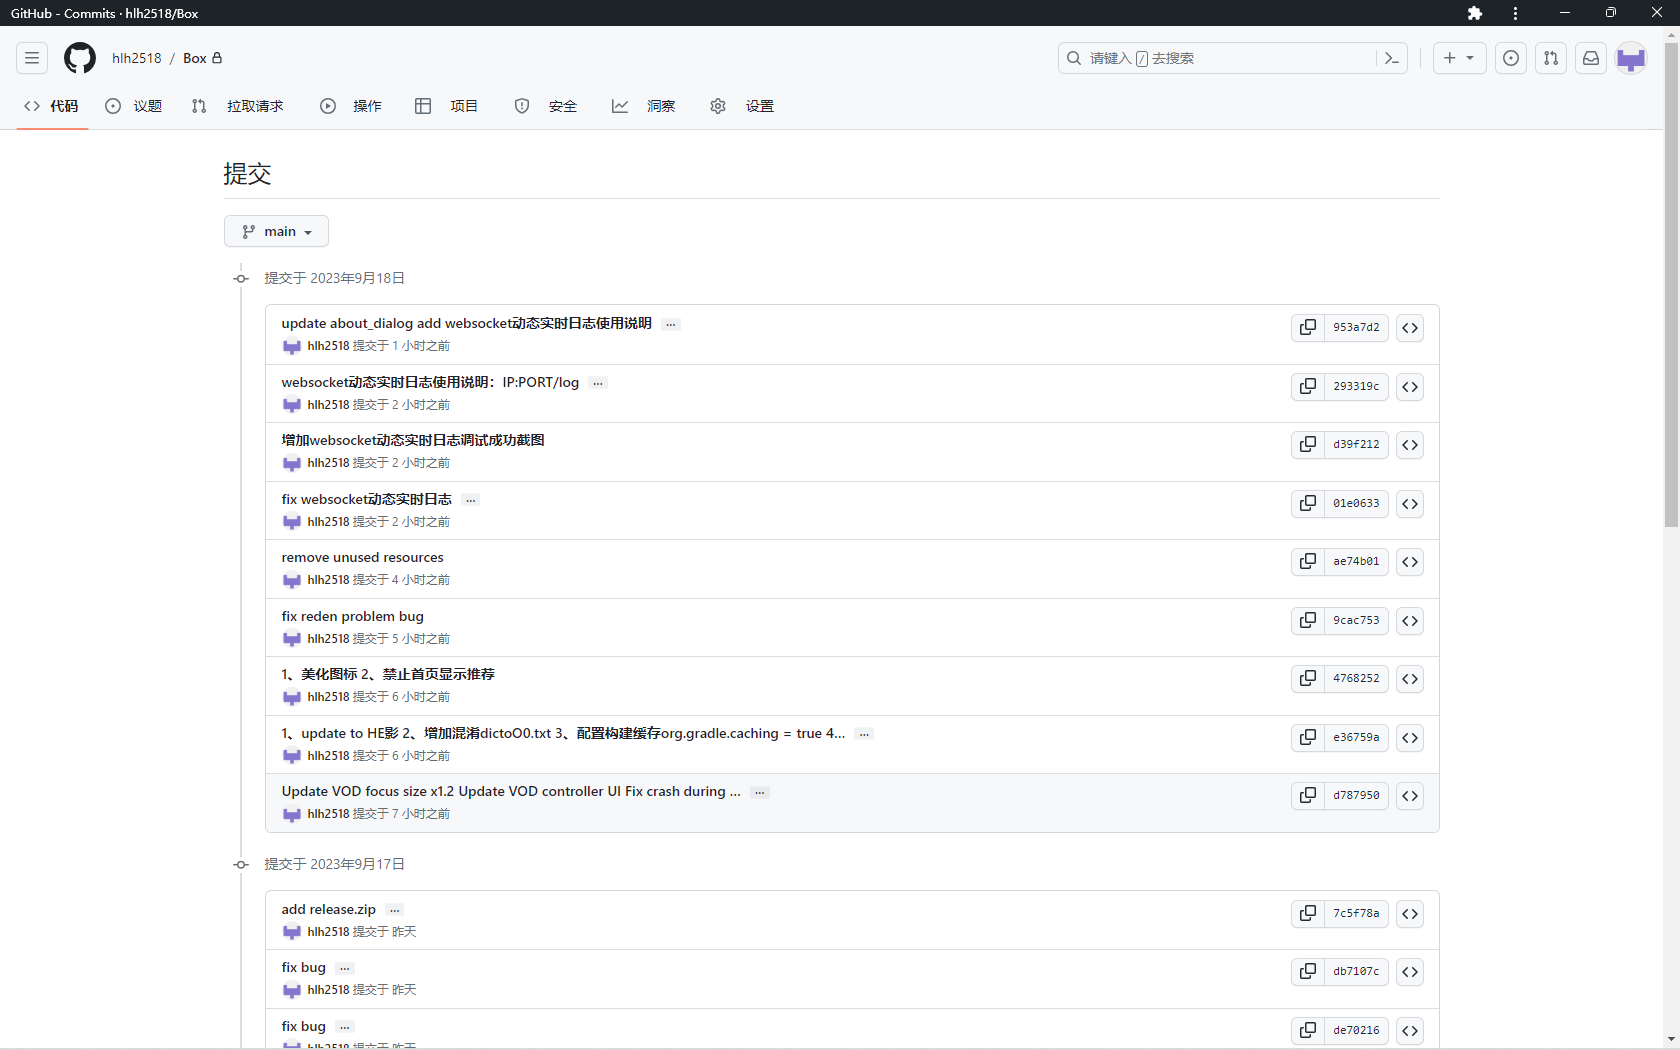 GitHub - Commits · hlh2518/Box
hlh2518 / Box
请键入 / 去搜索
代码 议题 拉取请求 操作 项目 安全 洞察 设置
提交
main
提交于 2023年9月18日
update about_dialog add websocket动态实时日志使用说明 ...
953a7d2
hlh2518 提交于 1 小时之前
websocket动态实时日志使用说明：IP:PORT/log ...
293319c
hlh2518 提交于 2 小时之前
增加websocket动态实时日志调试成功截图
d39f212
hlh2518 提交于 2 小时之前
fix websocket动态实时日志 ...
01e0633
hlh2518 提交于 2 小时之前
remove unused resources
ae74b01
hlh2518 提交于 4 小时之前
fix reden problem bug
9cac753
hlh2518 提交于 5 小时之前
1、美化图标 2、禁止首页显示推荐
4768252
hlh2518 提交于 6 小时之前
1、update to HE影 2、增加混淆dictoO0.txt 3、配置构建缓存org.gradle.caching = true 4... ...
e36759a
hlh2518 提交于 6 小时之前
Update VOD focus size x1.2 Update VOD controller UI Fix crash during ... ...
d787950
hlh2518 提交于 7 小时之前
提交于 2023年9月17日
add release.zip ...
7c5f78a
hlh2518 提交于 昨天
fix bug ...
db7107c
hlh2518 提交于 昨天
fix bug ...
de70216
hlh2518 提交于 昨天